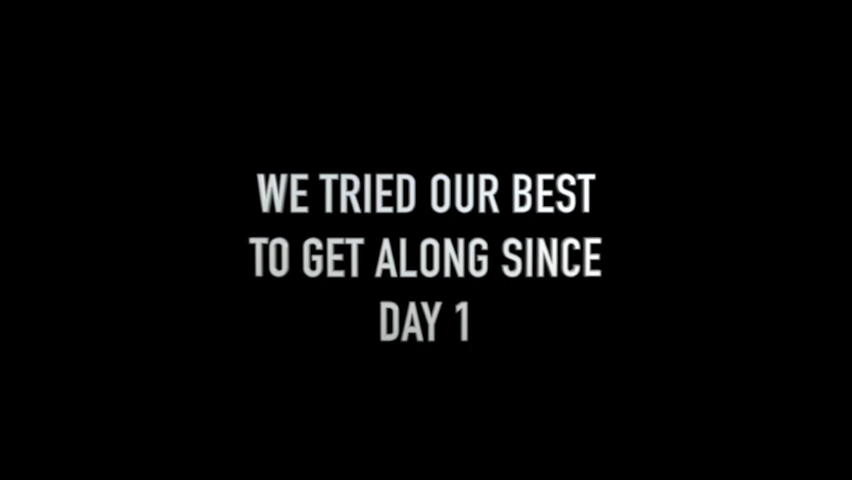 WE TRIED OUR BEST
TO GET ALONG SINCE
DAY 1